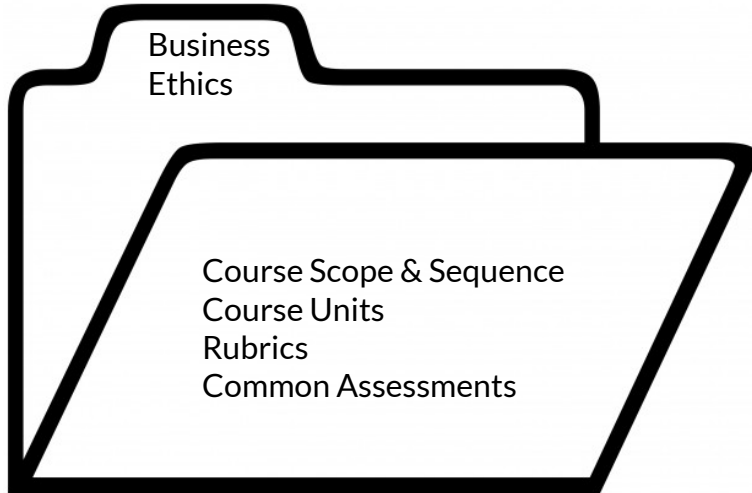 Business
Ethics
Course Scope & Sequence
Course Units
Rubrics
Common Assessments